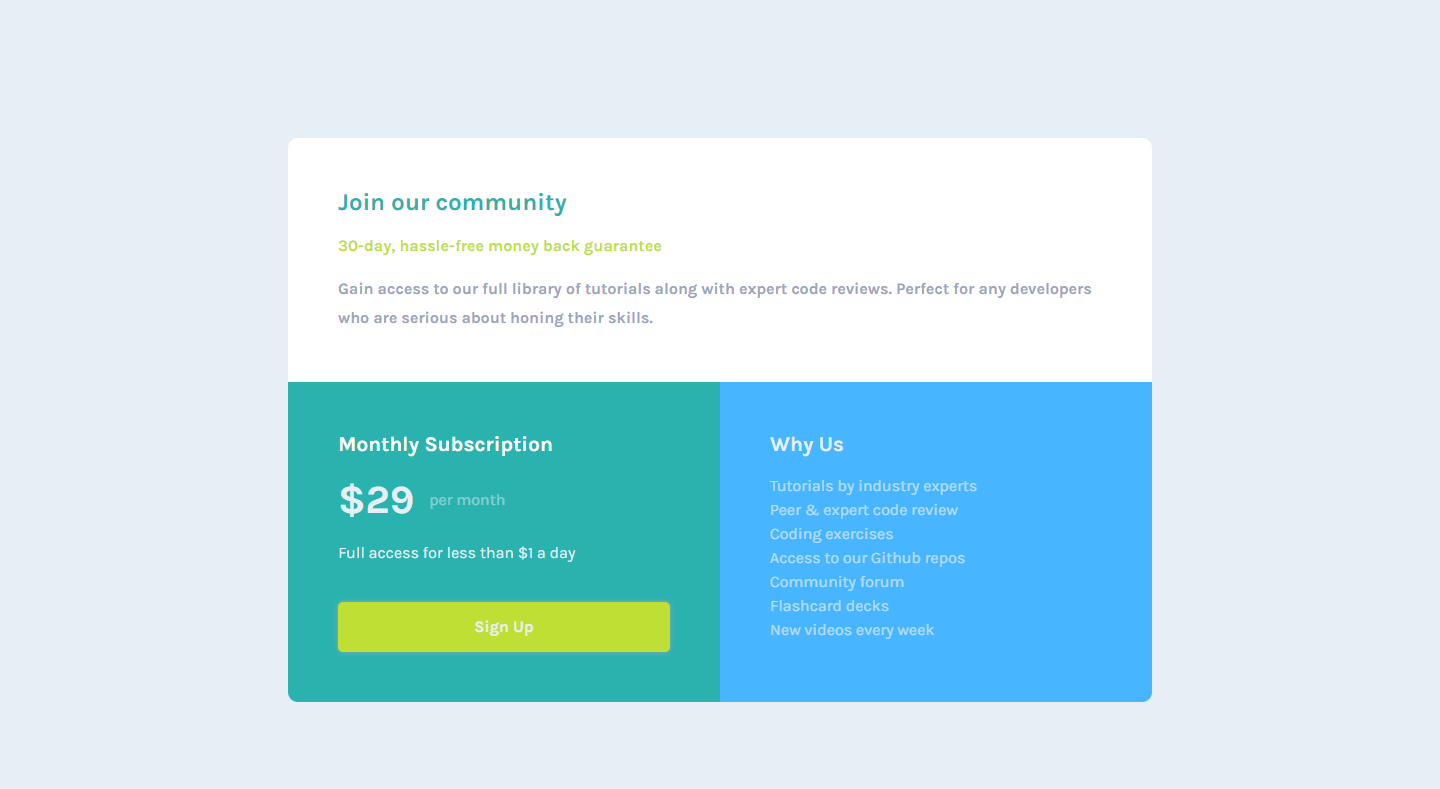 Join our community
30-day, hassle-free money back guarantee
Gain access to our full library of tutorials along with expert code reviews. Perfect for any developers
who are serious about honing their skills.
Monthly Subscription
$29 per month
Full access for less than $1 a day
Sign Up
Why Us
Tutorials by industry experts
Peer & expert code review
Coding exercises
Access to our Github repos
Community forum
Flashcard decks
New videos every week